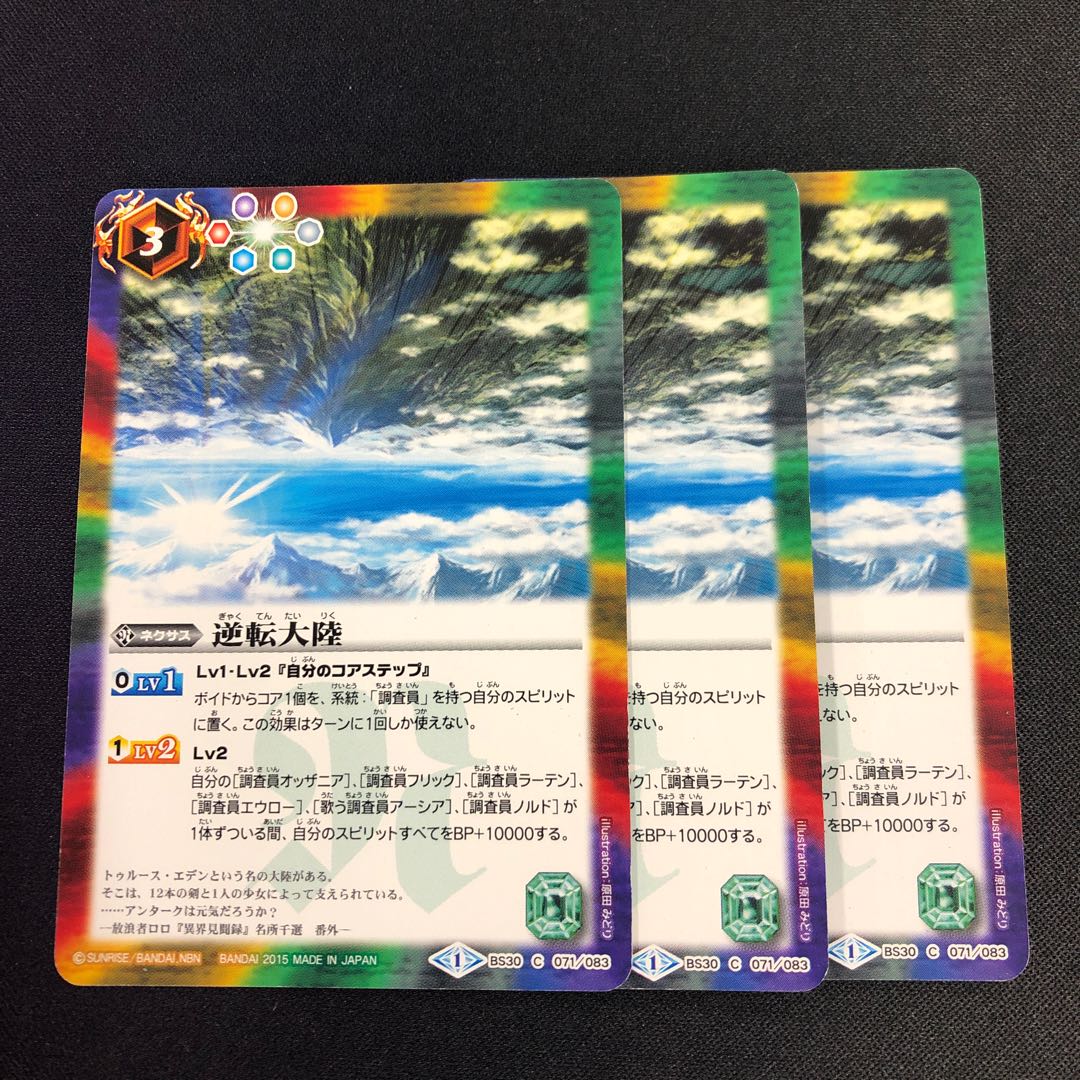 3
ネクサス 逆転大陸
ぎゃく てん たい りく
0 LV1 Lv1・Lv2『自分のコアステップ』
ボイドからコア1個を、系統：「調査員」を持つ自分のスピリット
に置く。この効果はターンに1回しか使えない。
1 LV2 Lv2
自分の[調査員オッザニア]、[調査員フリック]、[調査員ラーテン]、
[調査員エウロー]、[歌う調査員アーシア]、[調査員ノルド]が
1体ずついる間、自分のスピリットすべてをBP+10000する。
トゥルース・エデンという名の大陸がある。
そこは、12本の剣と1人の少女によって支えられている。
……アンタークは元気だろうか？
―放浪者ロロ『異界見聞録』名所千選 番外―
illustration:原田 みどり
©SUNRISE/BANDAI,NBN BANDAI 2015 MADE IN JAPAN 1 BS30 C 071/083
を持つ自分のスピリット
ない。
ック]、[調査員ラーテン]、
ア]、[調査員ノルド]が
をBP+10000する。
illustration:原田 みどり
1 BS30 C 071/083
を持つ自分のスピリット
ない。
ック]、[調査員ラーテン]、
ア]、[調査員ノルド]が
をBP+10000する。
illustration:原田 みどり
1 BS30 C 071/083